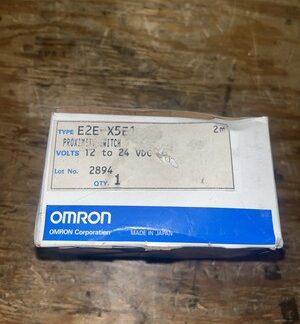 TYPE E2E-X5E1 2m
PROXIMITY SWITCH
VOLTS 12 to 24 VDC
Lot No. 2894
QTY. 1
OMRON
OMRON Corporation MADE IN JAPAN